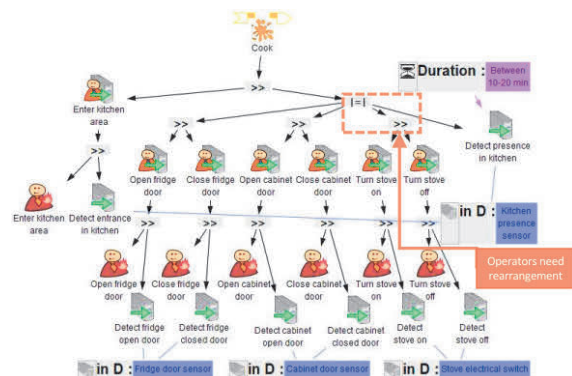 Cook
>>
Duration :
Between
10-20 min
|=|
Enter kitchen
area
>>
>>
>>
Detect presence
in kitchen
>>
Open fridge
door
Close fridge
door
Open cabinet
door
Close cabinet
door
Turn stove
on
Turn stove
off
Enter kitchen
area
Detect entrance
in kitchen
>>
>>
>>
>>
>>
>>
in D :
Kitchen
presence
sensor
Operators need
rearrangement
Open fridge
door
Close fridge
door
Open cabinet
door
Close cabinet
door
Turn stove
on
Turn stove
off
Detect fridge
open door
Detect fridge
closed door
Detect cabinet
open door
Detect cabinet
closed door
Detect
stove on
Detect
stove off
in D : Fridge door sensor
in D : Cabinet door sensor
in D : Stove electrical switch